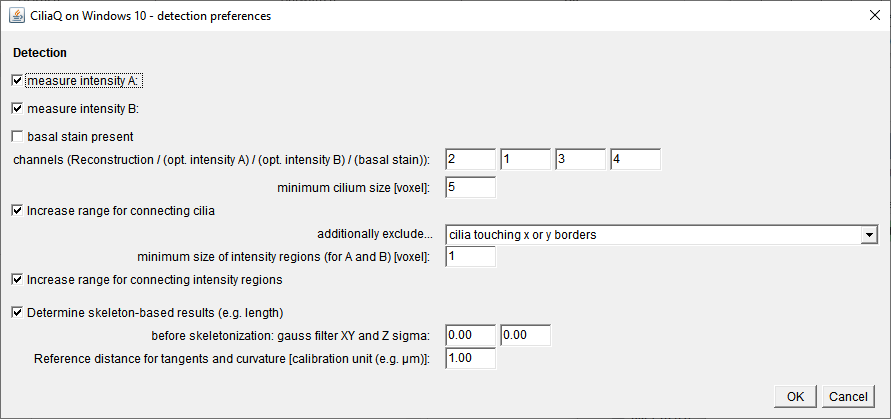 CiliaQ on Windows 10 - detection preferences
Detection
measure intensity A:
measure intensity B:
basal stain present
channels (Reconstruction / (opt. intensity A) / (opt. intensity B) / (basal stain)): 2 1 3 4
minimum cilium size [voxel]: 5
Increase range for connecting cilia
additionally exclude... cilia touching x or y borders
minimum size of intensity regions (for A and B) [voxel]: 1
Increase range for connecting intensity regions
Determine skeleton-based results (e.g. length)
before skeletonization: gauss filter XY and Z sigma: 0.00 0.00
Reference distance for tangents and curvature [calibration unit (e.g. µm)]: 1.00
OK Cancel